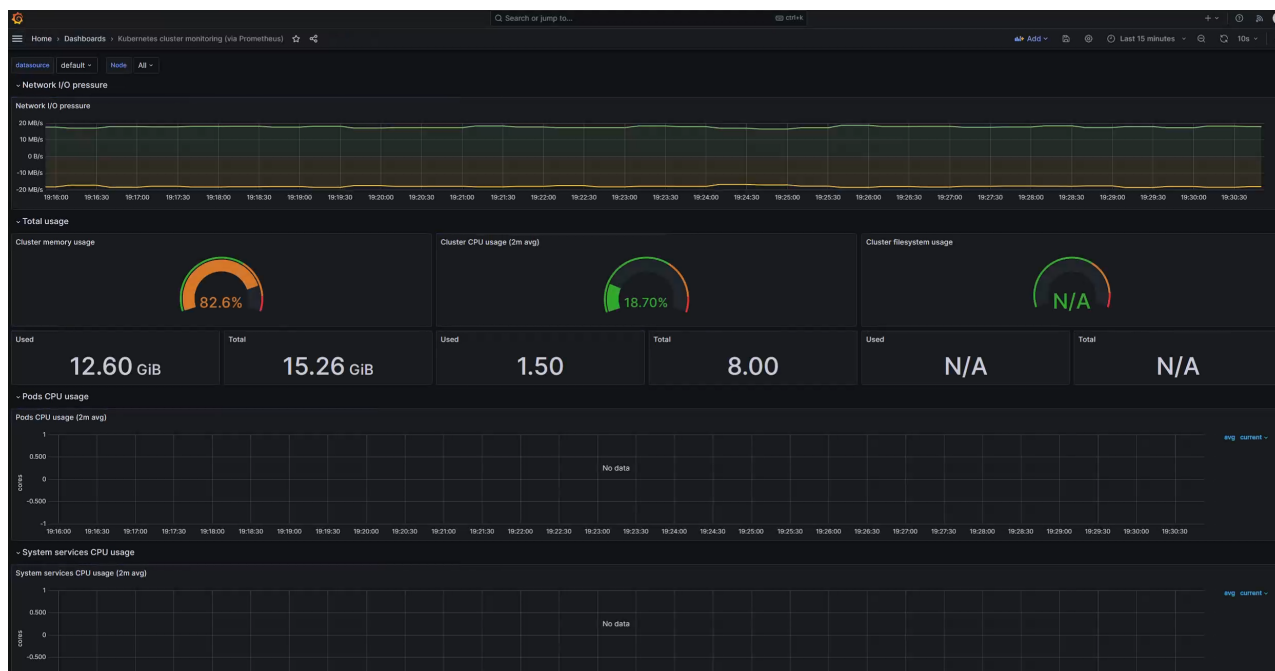 Search or jump to...
ctrl+k
Home › Dashboards › Kubernetes cluster monitoring (via Prometheus)
Add
Last 15 minutes
10s
datasource default Node All
Network I/O pressure
Network I/O pressure
20 MB/s
10 MB/s
0 B/s
-10 MB/s
-20 MB/s
19:16:00 19:16:30 19:17:00 19:17:30 19:18:00 19:18:30 19:19:00 19:19:30 19:20:00 19:20:30 19:21:00 19:21:30 19:22:00 19:22:30 19:23:00 19:23:30 19:24:00 19:24:30 19:25:00 19:25:30 19:26:00 19:26:30 19:27:00 19:27:30 19:28:00 19:28:30 19:29:00 19:29:30 19:30:00 19:30:30
Total usage
Cluster memory usage
82.6%
Cluster CPU usage (2m avg)
18.70%
Cluster filesystem usage
N/A
Used
12.60 GiB
Total
15.26 GiB
Used
1.50
Total
8.00
Used
N/A
Total
N/A
Pods CPU usage
Pods CPU usage (2m avg)
cores
1
0.500
0
-0.500
-1
No data
avg current
19:16:00 19:16:30 19:17:00 19:17:30 19:18:00 19:18:30 19:19:00 19:19:30 19:20:00 19:20:30 19:21:00 19:21:30 19:22:00 19:22:30 19:23:00 19:23:30 19:24:00 19:24:30 19:25:00 19:25:30 19:26:00 19:26:30 19:27:00 19:27:30 19:28:00 19:28:30 19:29:00 19:29:30 19:30:00 19:30:30
System services CPU usage
System services CPU usage (2m avg)
cores
1
0.500
0
-0.500
No data
avg current